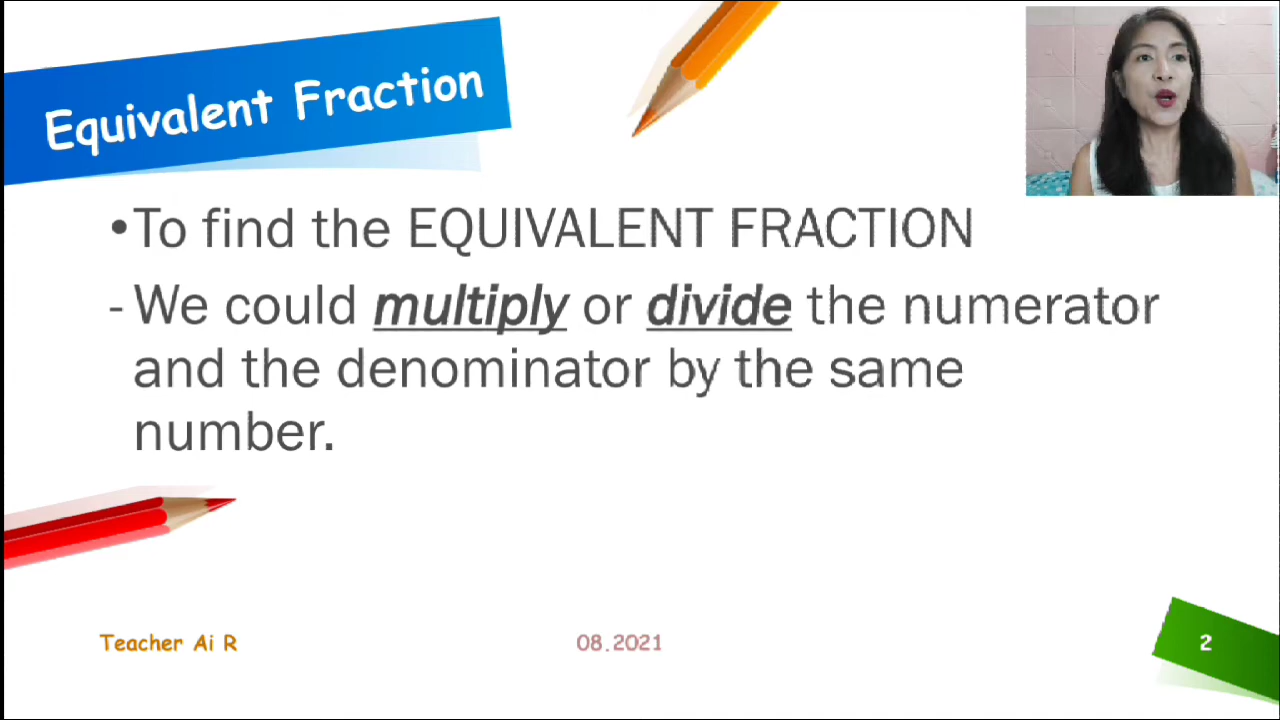 Equivalent Fraction
•To find the EQUIVALENT FRACTION
- We could multiply or divide the numerator
and the denominator by the same
number.
Teacher Ai R
08.2021
2